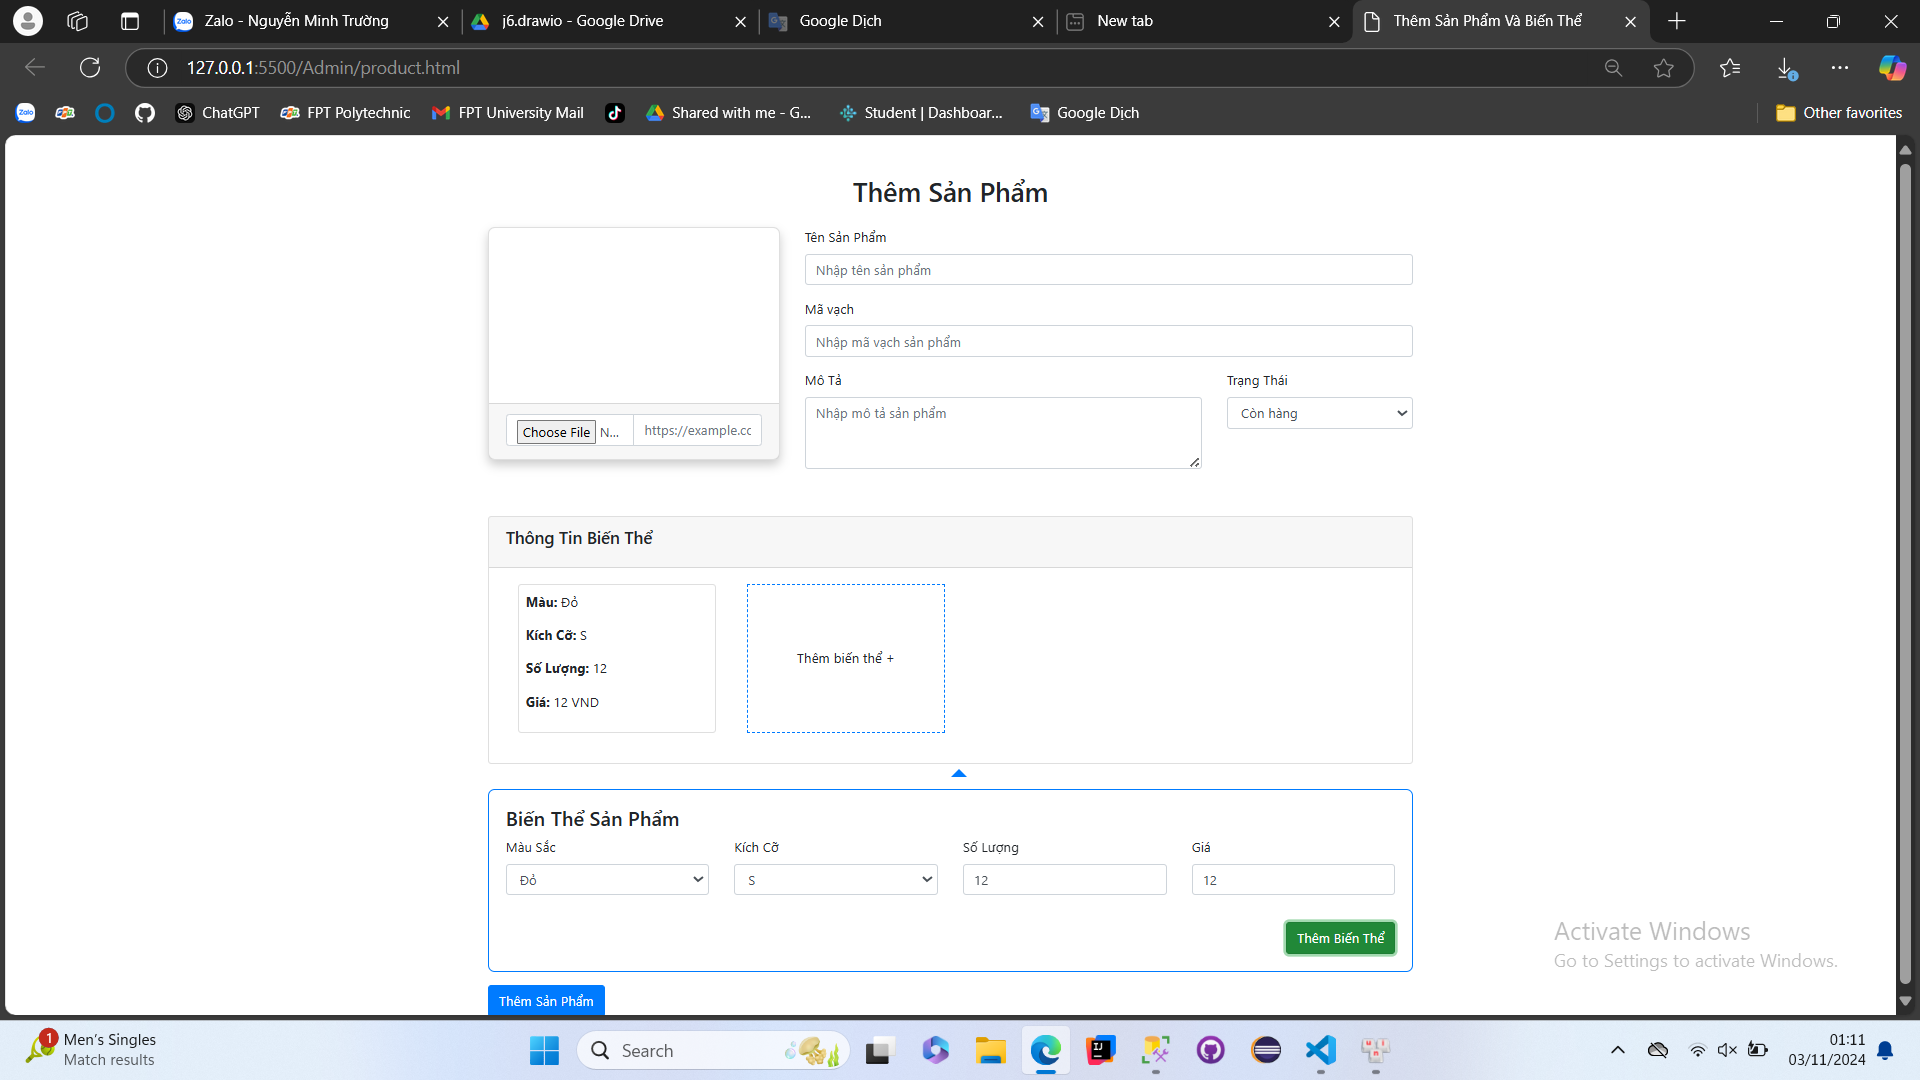 Zalo - Nguyễn Minh Trường
j6.drawio - Google Drive
Google Dịch
New tab
Thêm Sản Phẩm Và Biến Thể
127.0.0.1:5500/Admin/product.html
Zalo
ChatGPT
FPT Polytechnic
FPT University Mail
Shared with me - G...
Student | Dashboar...
Google Dịch
Other favorites
Thêm Sản Phẩm
Tên Sản Phẩm
Nhập tên sản phẩm
Mã vạch
Nhập mã vạch sản phẩm
Mô Tả
Trạng Thái
Nhập mô tả sản phẩm
Còn hàng
Choose File N...
https://example.cc
Thông Tin Biến Thể
Màu: Đỏ
Kích Cỡ: S
Số Lượng: 12
Giá: 12 VND
Thêm biến thể +
Biến Thể Sản Phẩm
Màu Sắc
Kích Cỡ
Số Lượng
Giá
Đỏ
S
12
12
Thêm Biến Thể
Thêm Sản Phẩm
Activate Windows
Go to Settings to activate Windows.
1
Men's Singles
Match results
Search
01:11
03/11/2024